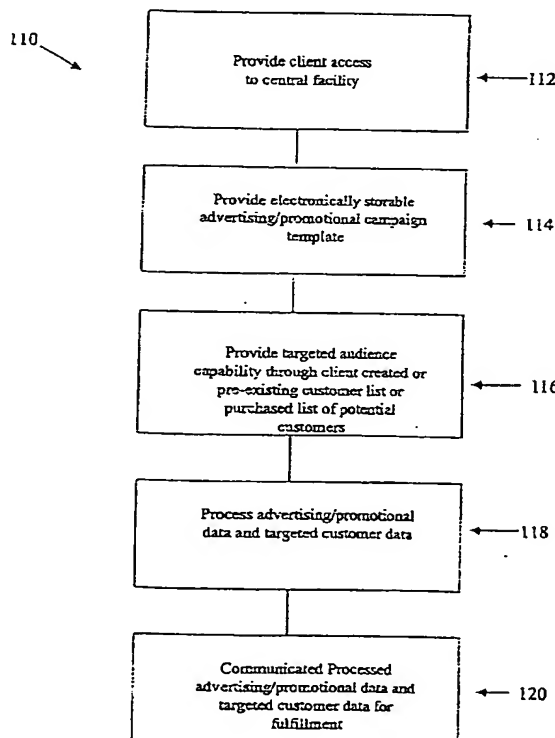 110
Provide client access
to central facility
112
Provide electronically storable
advertising/promotional campaign
template
114
Provide targeted audience
capability through client created or
pre-existing customer list or
purchased list of potential
customers
116
Process advertising/promotional
data and targeted customer data
118
Communicated Processed
advertising/promotional data and
targeted customer data for
fulfillment
120